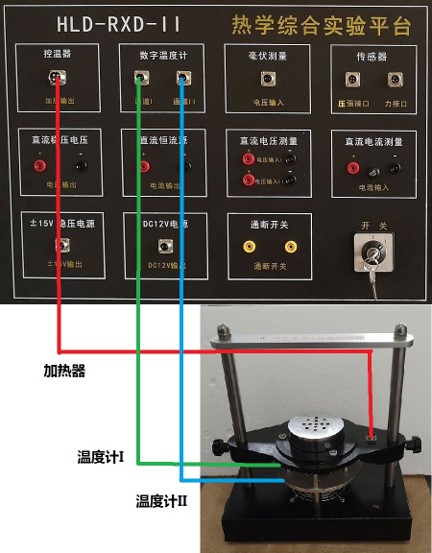 HLD-RXD-II 热学综合实验平台
控温器
加热输出
数字温度计
通道I 通道II
毫伏测量
电压输入
传感器
压强接口 力接口
直流稳压电压
电压输出
直流恒流源
电流输出
直流电压测量
电压输入I
电压输入II
直流电流测量
电流输入
±15V 稳压电源
±15V输出
DC12V电源
DC12V输出
通断开关
通断开关
开 关
加热器
温度计I
温度计II